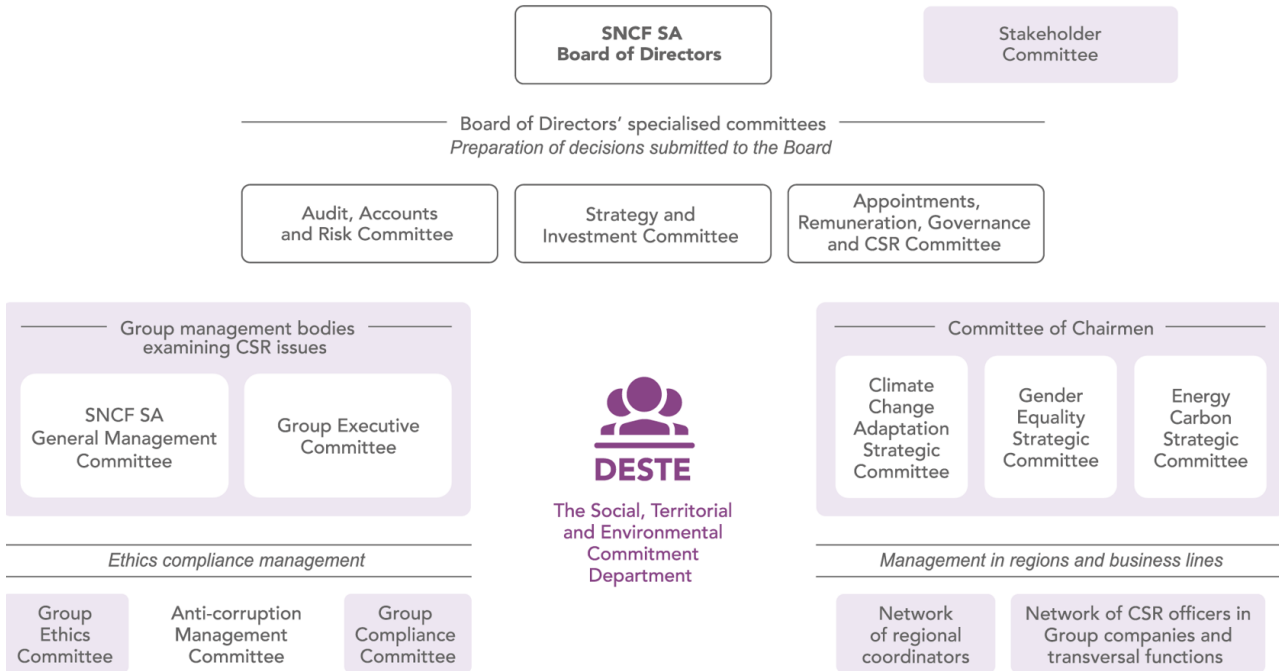 SNCF SA
Board of Directors
Stakeholder
Committee
Board of Directors’ specialised committees
Preparation of decisions submitted to the Board
Audit, Accounts
and Risk Committee
Strategy and
Investment Committee
Appointments,
Remuneration, Governance
and CSR Committee
Group management bodies
examining CSR issues
SNCF SA
General Management
Committee
Group Executive
Committee
DESTE
The Social, Territorial
and Environmental
Commitment
Department
Committee of Chairmen
Climate
Change
Adaptation
Strategic
Committee
Gender
Equality
Strategic
Committee
Energy
Carbon
Strategic
Committee
Ethics compliance management
Group
Ethics
Committee
Anti-corruption
Management
Committee
Group
Compliance
Committee
Management in regions and business lines
Network
of regional
coordinators
Network of CSR officers in
Group companies and
transversal functions